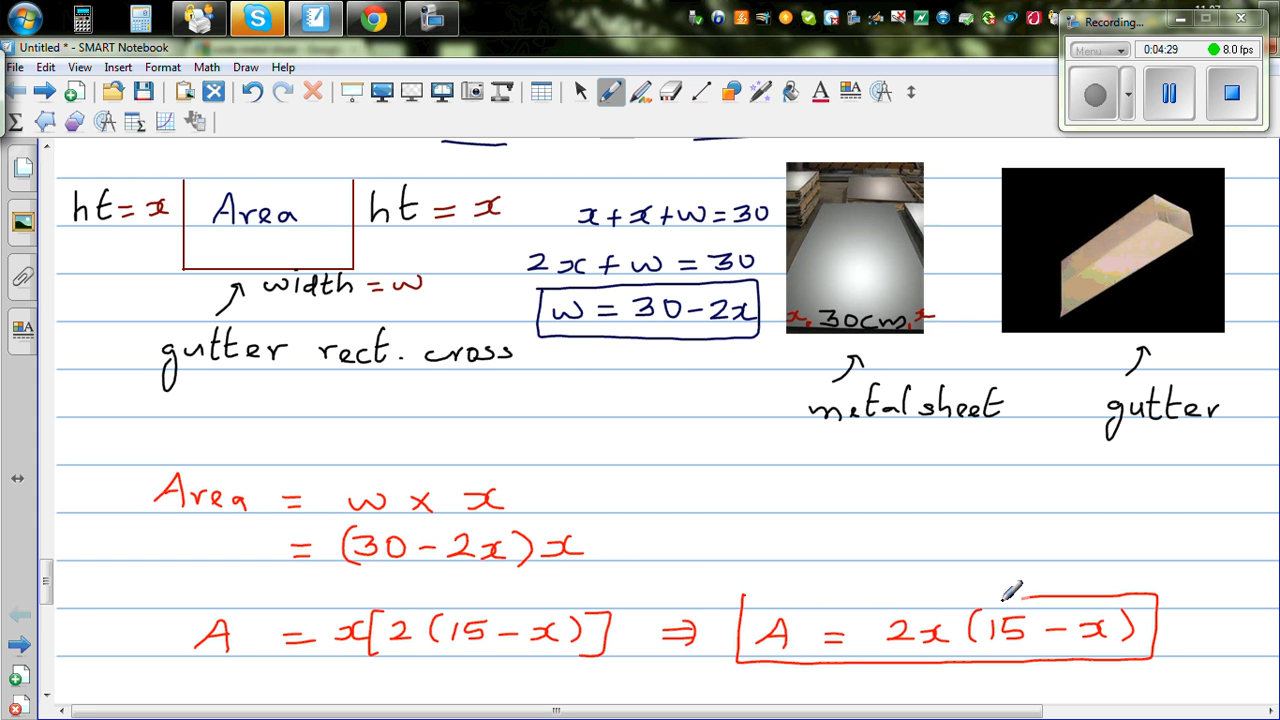 Untitled * - SMART Notebook
File Edit View Insert Format Math Draw Help
Recording...
Menu
0:04:29
8.0 fps
ht = x Area ht = x
width = w
gutter rect. cross
x + x + w = 30
2x + w = 30
w = 30 - 2x
x 30cm x
metal sheet
gutter
Area = w × x
= (30 - 2x) x
A = x[2(15 - x)] ⇒ A = 2x(15 - x)